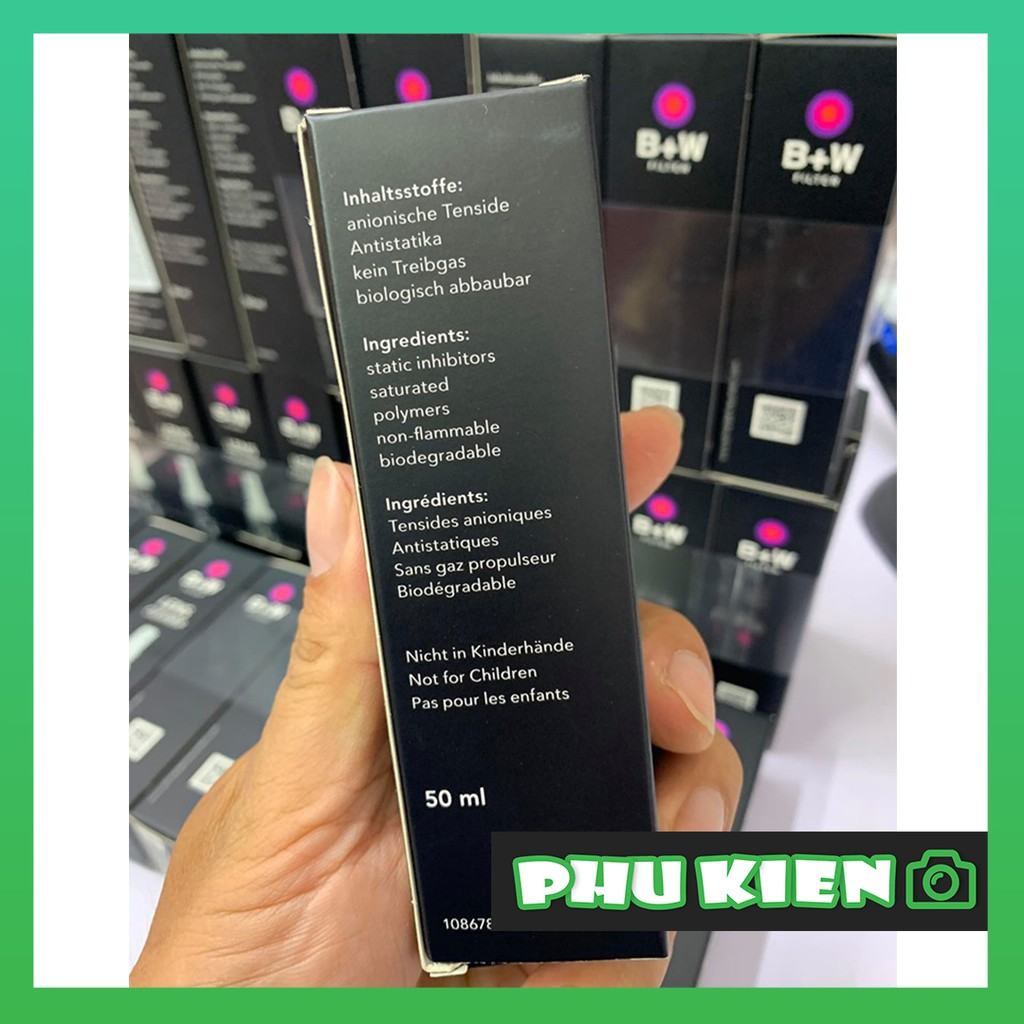 Inhaltsstoffe:
anionische Tenside
Antistatika
kein Treibgas
biologisch abbaubar
Ingredients:
static inhibitors
saturated
polymers
non-flammable
biodegradable
Ingrédients:
Tensides anioniques
Antistatiques
Sans gaz propulseur
Biodégradable
Nicht in Kinderhände
Not for Children
Pas pour les enfants
50 ml
108678
PHU KIEN
B+W
FILTER
B+W
FILTER
B+W
B+W
B+W
B+W
B+W
B+W
B+W
B+W